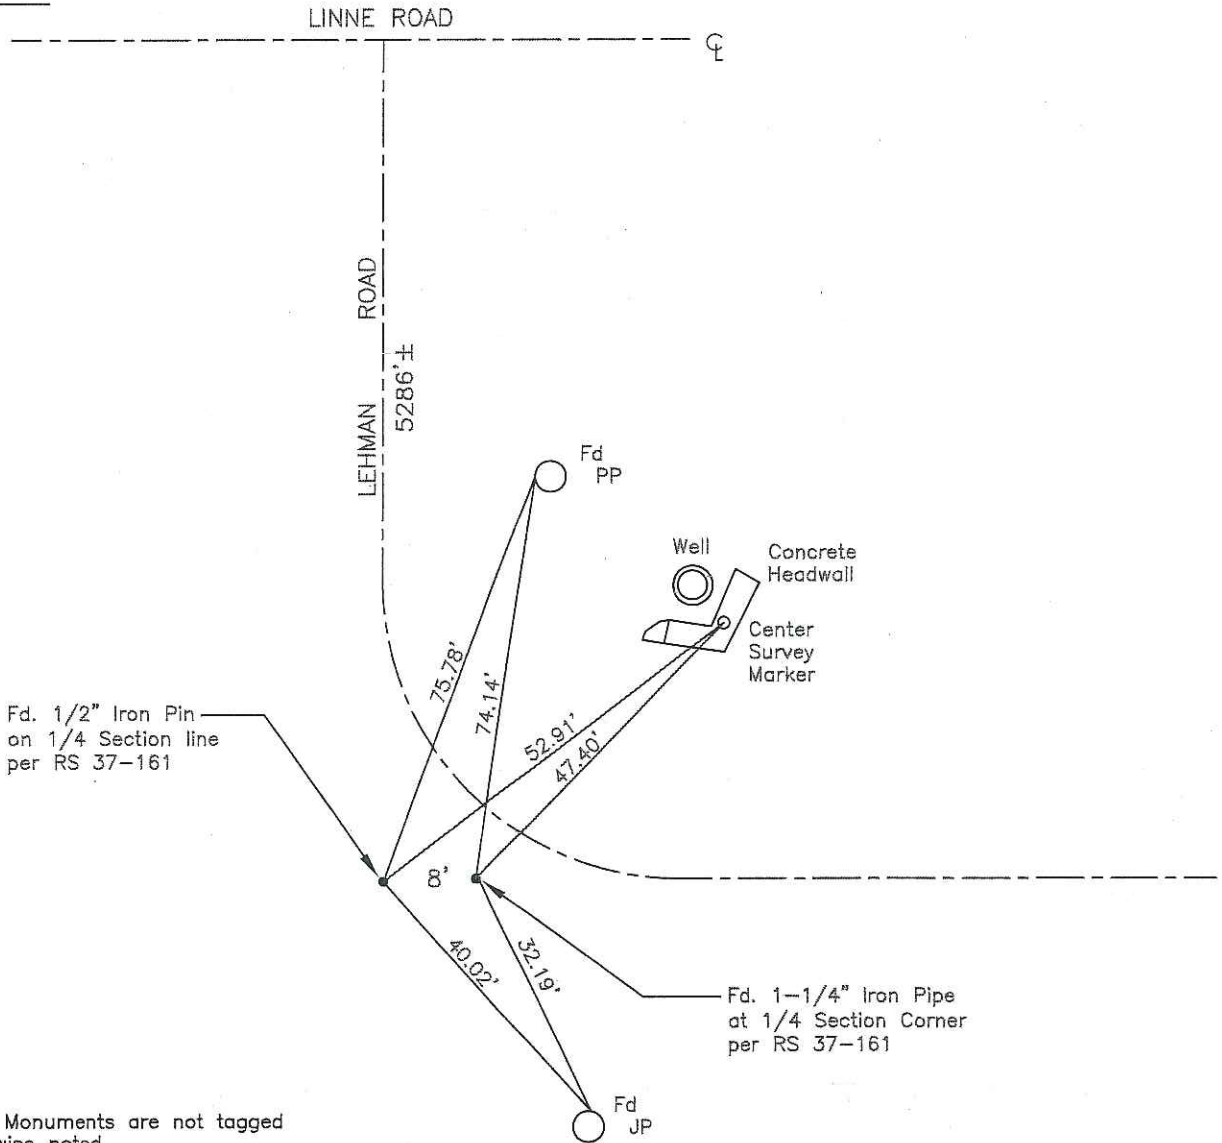 LINNE ROAD
℄
LEHMAN ROAD
5286'±
Fd
PP
Well
Concrete
Headwall
Center
Survey
Marker
75.78'
74.14'
52.91'
47.40'
Fd. 1/2" Iron Pin
on 1/4 Section line
per RS 37-161
8'
40.02'
32.19'
Fd. 1-1/4" Iron Pipe
at 1/4 Section Corner
per RS 37-161
Fd
JP
Monuments are not tagged
noted